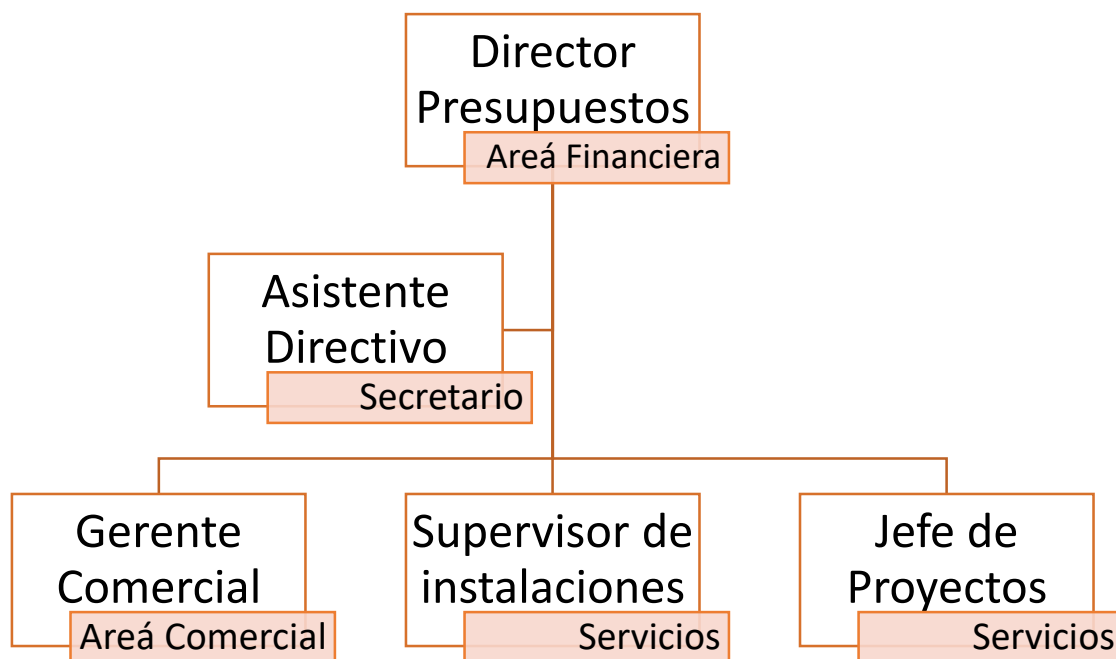 Director
Presupuestos
Areá Financiera
Asistente
Directivo
Secretario
Gerente
Comercial
Areá Comercial
Supervisor de
instalaciones
Servicios
Jefe de
Proyectos
Servicios